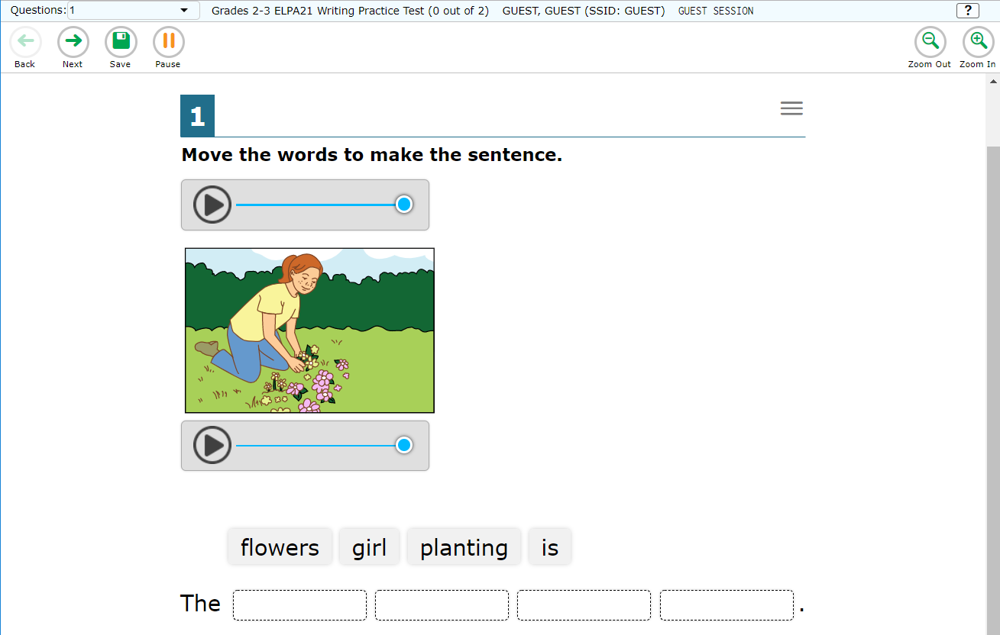 Questions: 1 Grades 2-3 ELPA21 Writing Practice Test (0 out of 2) GUEST, GUEST (SSID: GUEST) GUEST SESSION ?
Back Next Save Pause Zoom Out Zoom In
1
Move the words to make the sentence.
flowers girl planting is
The .